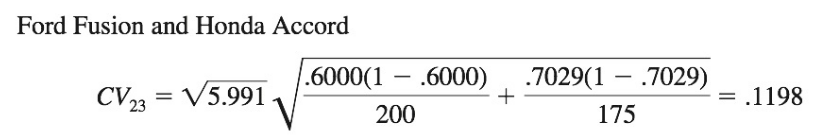 Ford Fusion and Honda Accord
CV₂₃ = √5.991 √(.6000(1 − .6000)/200 + .7029(1 − .7029)/175) = .1198